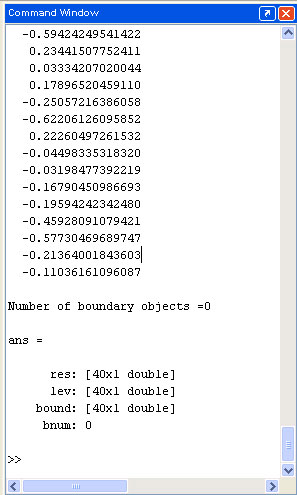 Command Window
-0.59424249541422
0.23441507752411
0.03334207020044
0.17896520459110
-0.25057216386058
-0.62206126095852
0.22260497261532
-0.04498335318320
-0.03198477392219
-0.16790450986693
-0.19594242342480
-0.45928091079421
-0.57730469689747
-0.21364001843603
-0.11036161096087
Number of boundary objects =0
ans =
res: [40x1 double]
lev: [40x1 double]
bound: [40x1 double]
bnum: 0
>>